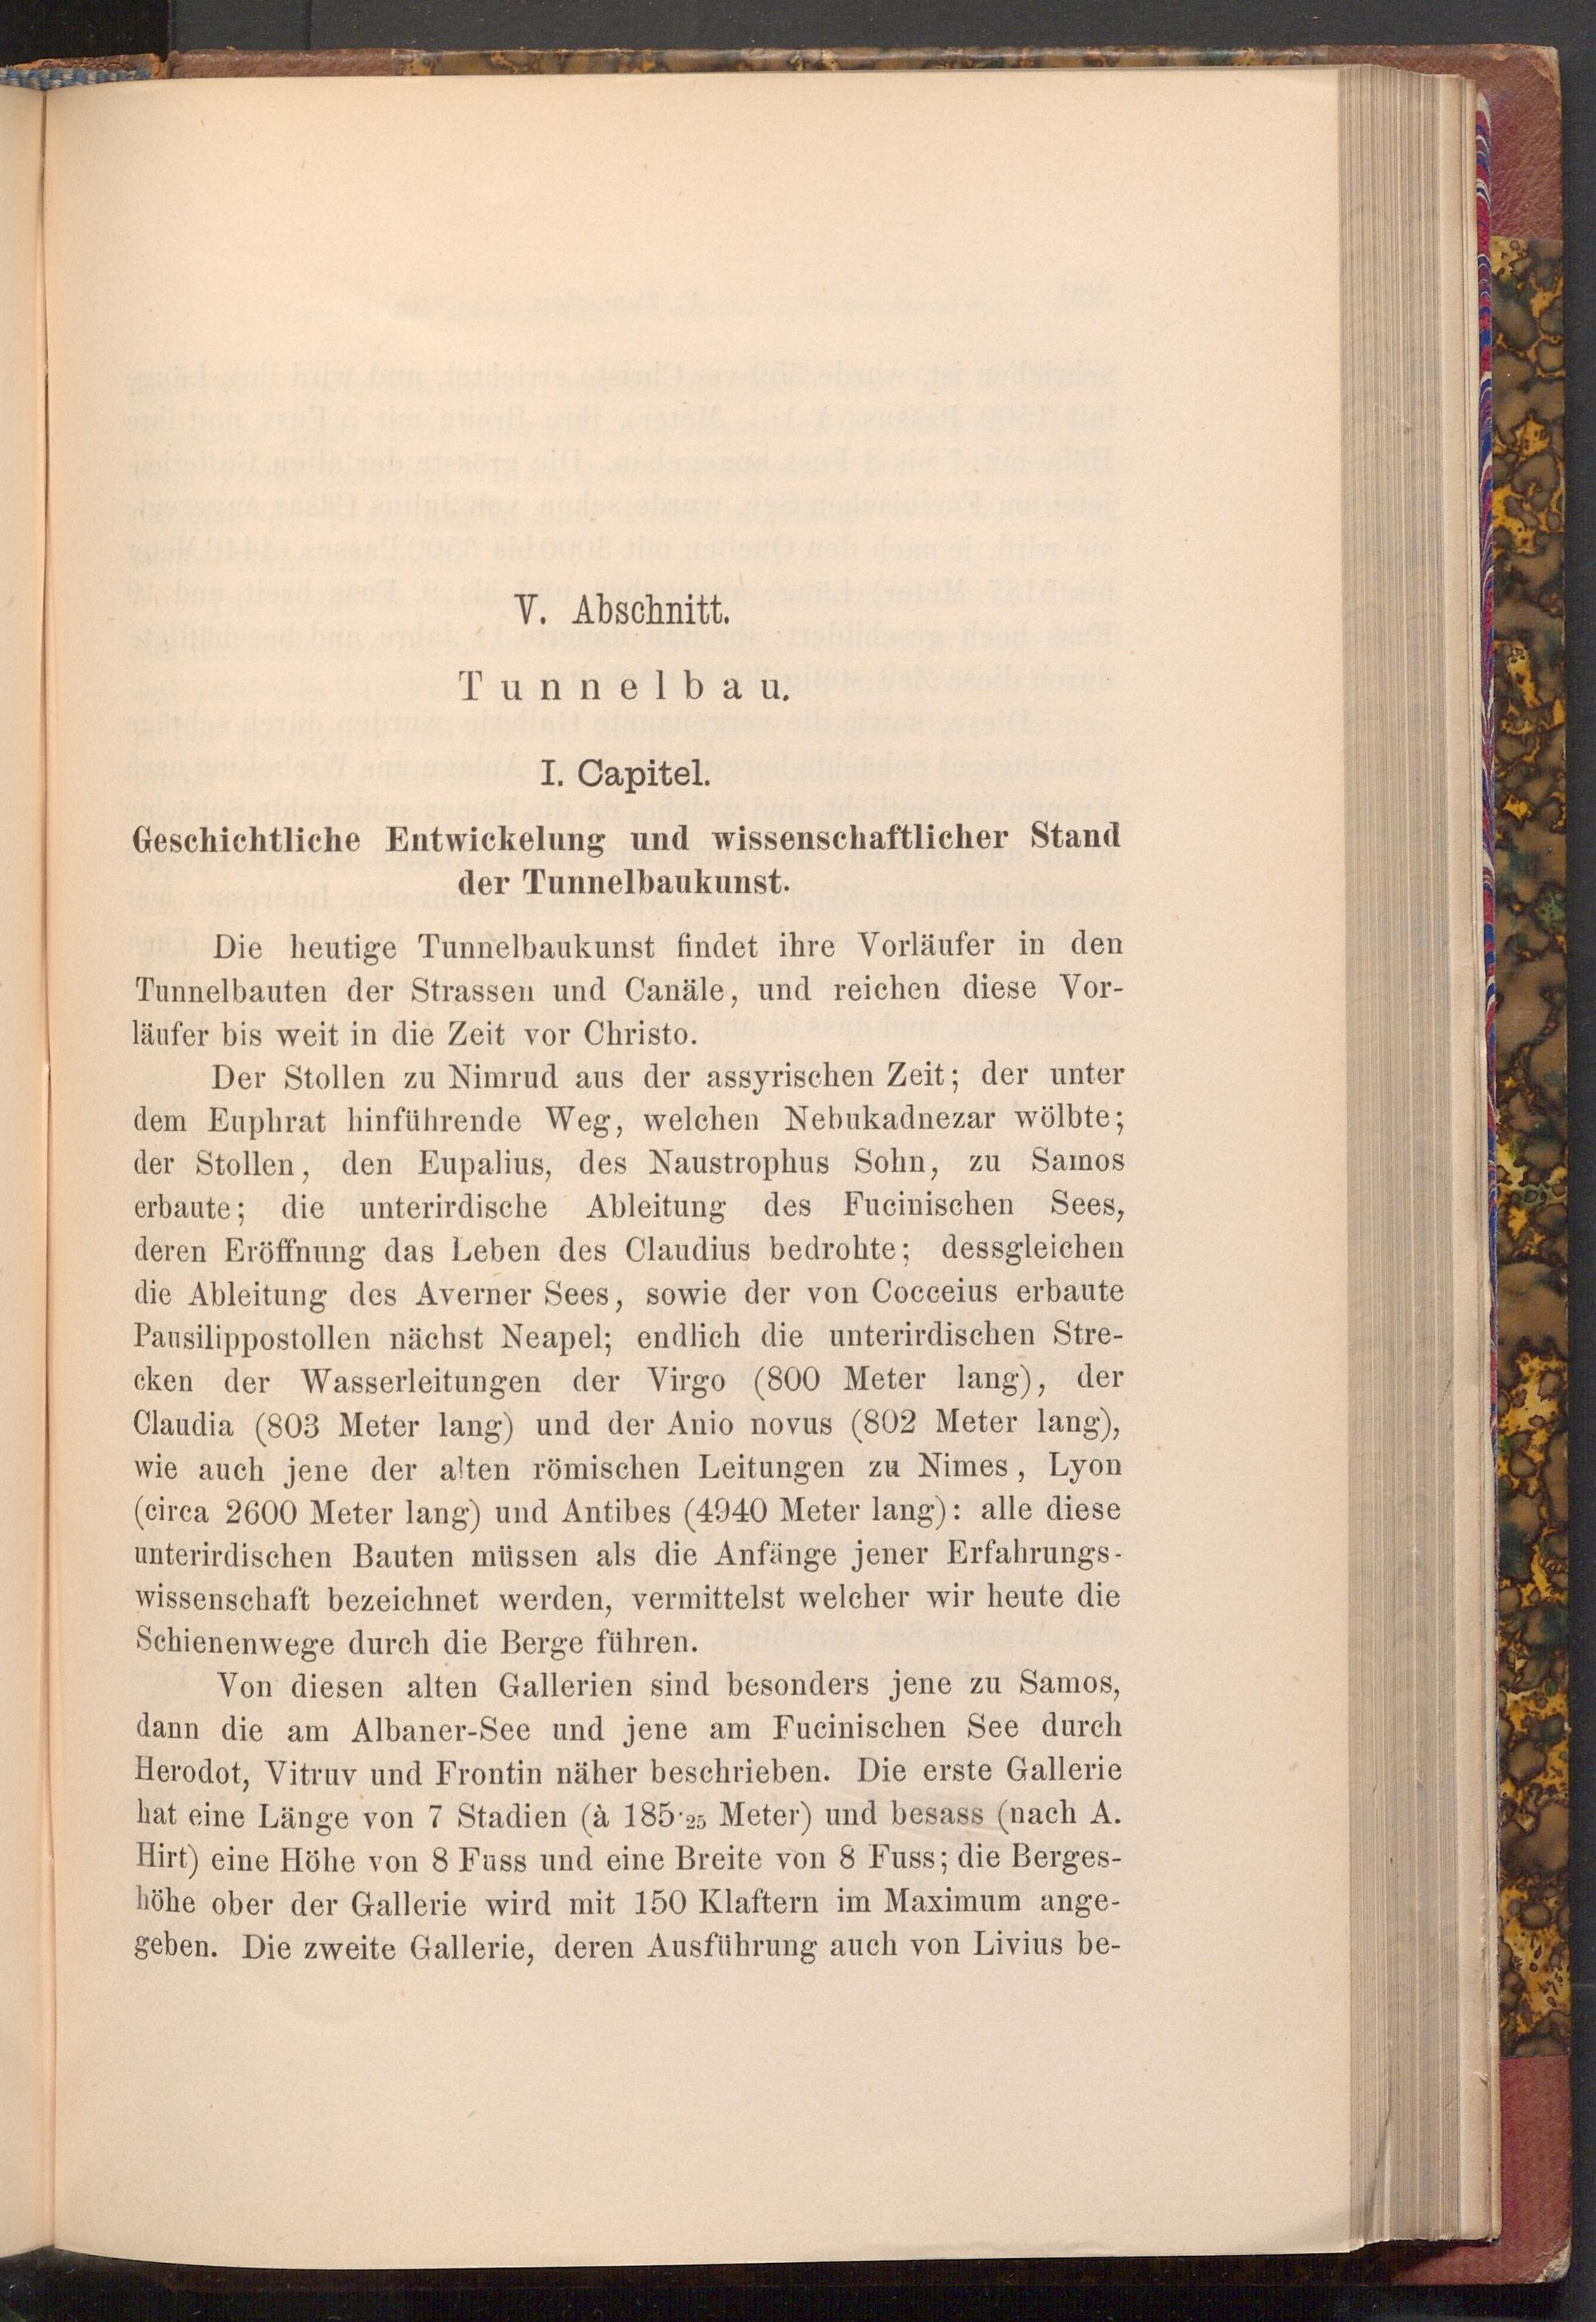 V. Abschnitt.
Tunnelbau.
I. Capitel.
Geschichtliche Entwickelung und wissenschaftlicher Stand
der Tunnelbaukunst.
Die heutige Tunnelbaukunst findet ihre Vorläufer in den
Tunnelbauten der Strassen und Canäle, und reichen diese Vor-
läufer bis weit in die Zeit vor Christo.
Der Stollen zu Nimrud aus der assyrischen Zeit; der unter
dem Euphrat hinführende Weg, welchen Nebukadnezar wölbte;
der Stollen, den Eupalius, des Naustrophus Sohn, zu Samos
erbaute; die unterirdische Ableitung des Fucinischen Sees,
deren Eröffnung das Leben des Claudius bedrohte; dessgleichen
die Ableitung des Averner Sees, sowie der von Cocceius erbaute
Pausilippostollen nächst Neapel; endlich die unterirdischen Stre-
cken der Wasserleitungen der Virgo (800 Meter lang), der
Claudia (803 Meter lang) und der Anio novus (802 Meter lang),
wie auch jene der alten römischen Leitungen zu Nimes, Lyon
(circa 2600 Meter lang) und Antibes (4940 Meter lang): alle diese
unterirdischen Bauten müssen als die Anfänge jener Erfahrungs-
wissenschaft bezeichnet werden, vermittelst welcher wir heute die
Schienenwege durch die Berge führen.
Von diesen alten Gallerien sind besonders jene zu Samos,
dann die am Albaner-See und jene am Fucinischen See durch
Herodot, Vitruv und Frontin näher beschrieben. Die erste Gallerie
hat eine Länge von 7 Stadien (à 185·25 Meter) und besass (nach A.
Hirt) eine Höhe von 8 Fuss und eine Breite von 8 Fuss; die Berges-
höhe ober der Gallerie wird mit 150 Klaftern im Maximum ange-
geben. Die zweite Gallerie, deren Ausführung auch von Livius be-